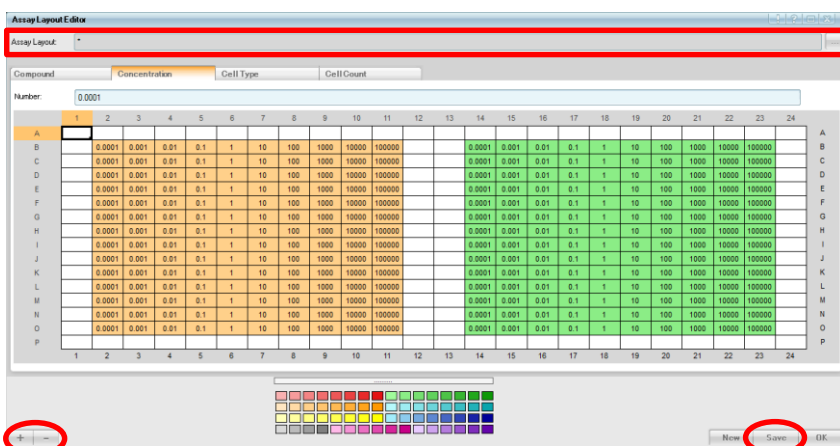 Assay Layout Editor
Assay Layout: *
Compound Concentration Cell Type Cell Count
Number: 0.0001
1 2 3 4 5 6 7 8 9 10 11 12 13 14 15 16 17 18 19 20 21 22 23 24
A A
B 0.0001 0.001 0.01 0.1 1 10 100 1000 10000 100000 0.0001 0.001 0.01 0.1 1 10 100 1000 10000 100000 B
C 0.0001 0.001 0.01 0.1 1 10 100 1000 10000 100000 0.0001 0.001 0.01 0.1 1 10 100 1000 10000 100000 C
D 0.0001 0.001 0.01 0.1 1 10 100 1000 10000 100000 0.0001 0.001 0.01 0.1 1 10 100 1000 10000 100000 D
E 0.0001 0.001 0.01 0.1 1 10 100 1000 10000 100000 0.0001 0.001 0.01 0.1 1 10 100 1000 10000 100000 E
F 0.0001 0.001 0.01 0.1 1 10 100 1000 10000 100000 0.0001 0.001 0.01 0.1 1 10 100 1000 10000 100000 F
G 0.0001 0.001 0.01 0.1 1 10 100 1000 10000 100000 0.0001 0.001 0.01 0.1 1 10 100 1000 10000 100000 G
H 0.0001 0.001 0.01 0.1 1 10 100 1000 10000 100000 0.0001 0.001 0.01 0.1 1 10 100 1000 10000 100000 H
I 0.0001 0.001 0.01 0.1 1 10 100 1000 10000 100000 0.0001 0.001 0.01 0.1 1 10 100 1000 10000 100000 I
J 0.0001 0.001 0.01 0.1 1 10 100 1000 10000 100000 0.0001 0.001 0.01 0.1 1 10 100 1000 10000 100000 J
K 0.0001 0.001 0.01 0.1 1 10 100 1000 10000 100000 0.0001 0.001 0.01 0.1 1 10 100 1000 10000 100000 K
L 0.0001 0.001 0.01 0.1 1 10 100 1000 10000 100000 0.0001 0.001 0.01 0.1 1 10 100 1000 10000 100000 L
M 0.0001 0.001 0.01 0.1 1 10 100 1000 10000 100000 0.0001 0.001 0.01 0.1 1 10 100 1000 10000 100000 M
N 0.0001 0.001 0.01 0.1 1 10 100 1000 10000 100000 0.0001 0.001 0.01 0.1 1 10 100 1000 10000 100000 N
O 0.0001 0.001 0.01 0.1 1 10 100 1000 10000 100000 0.0001 0.001 0.01 0.1 1 10 100 1000 10000 100000 O
P P
1 2 3 4 5 6 7 8 9 10 11 12 13 14 15 16 17 18 19 20 21 22 23 24
+ - New Save OK